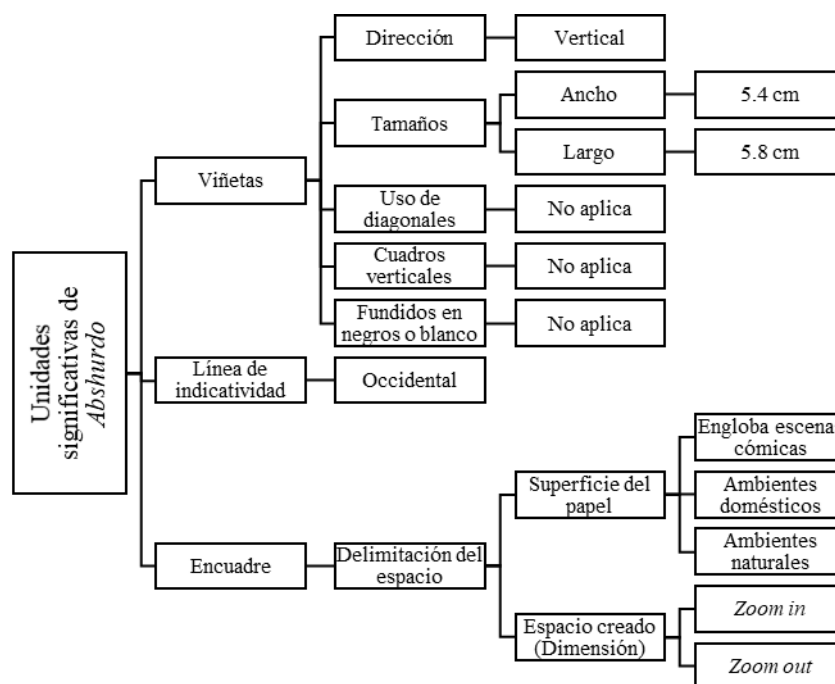 Unidades
significativas de
Abshurdo
Viñetas
Dirección
Vertical
Tamaños
Ancho
5.4 cm
Largo
5.8 cm
Uso de
diagonales
No aplica
Cuadros
verticales
No aplica
Fundidos en
negros o blanco
No aplica
Línea de
indicatividad
Occidental
Encuadre
Delimitación del
espacio
Superficie del
papel
Engloba escena
cómicas
Ambientes
domésticos
Ambientes
naturales
Espacio creado
(Dimensión)
Zoom in
Zoom out